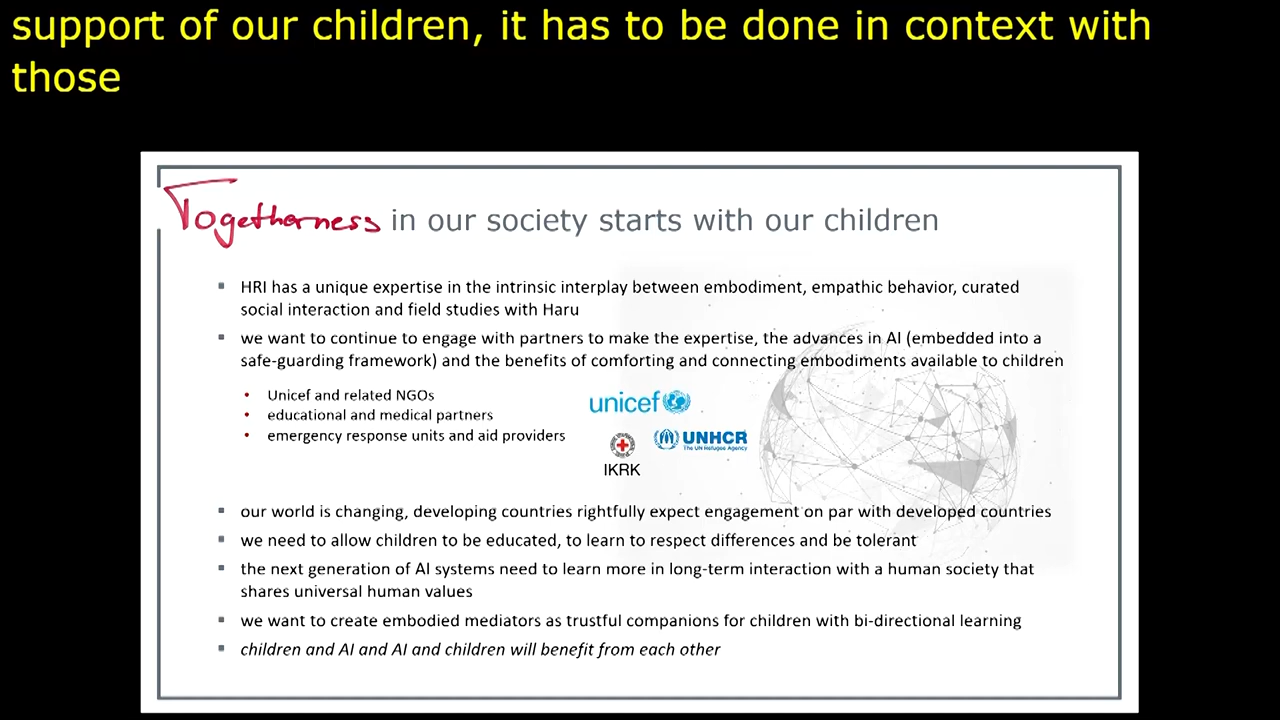 support of our children, it has to be done in context with
those
Togetherness in our society starts with our children
HRI has a unique expertise in the intrinsic interplay between embodiment, empathic behavior, curated
social interaction and field studies with Haru
we want to continue to engage with partners to make the expertise, the advances in AI (embedded into a
safe-guarding framework) and the benefits of comforting and connecting embodiments available to children
Unicef and related NGOs
educational and medical partners
emergency response units and aid providers
unicef
UNHCR
The UN Refugee Agency
IKRK
our world is changing, developing countries rightfully expect engagement on par with developed countries
we need to allow children to be educated, to learn to respect differences and be tolerant
the next generation of AI systems need to learn more in long-term interaction with a human society that
shares universal human values
we want to create embodied mediators as trustful companions for children with bi-directional learning
children and AI and AI and children will benefit from each other